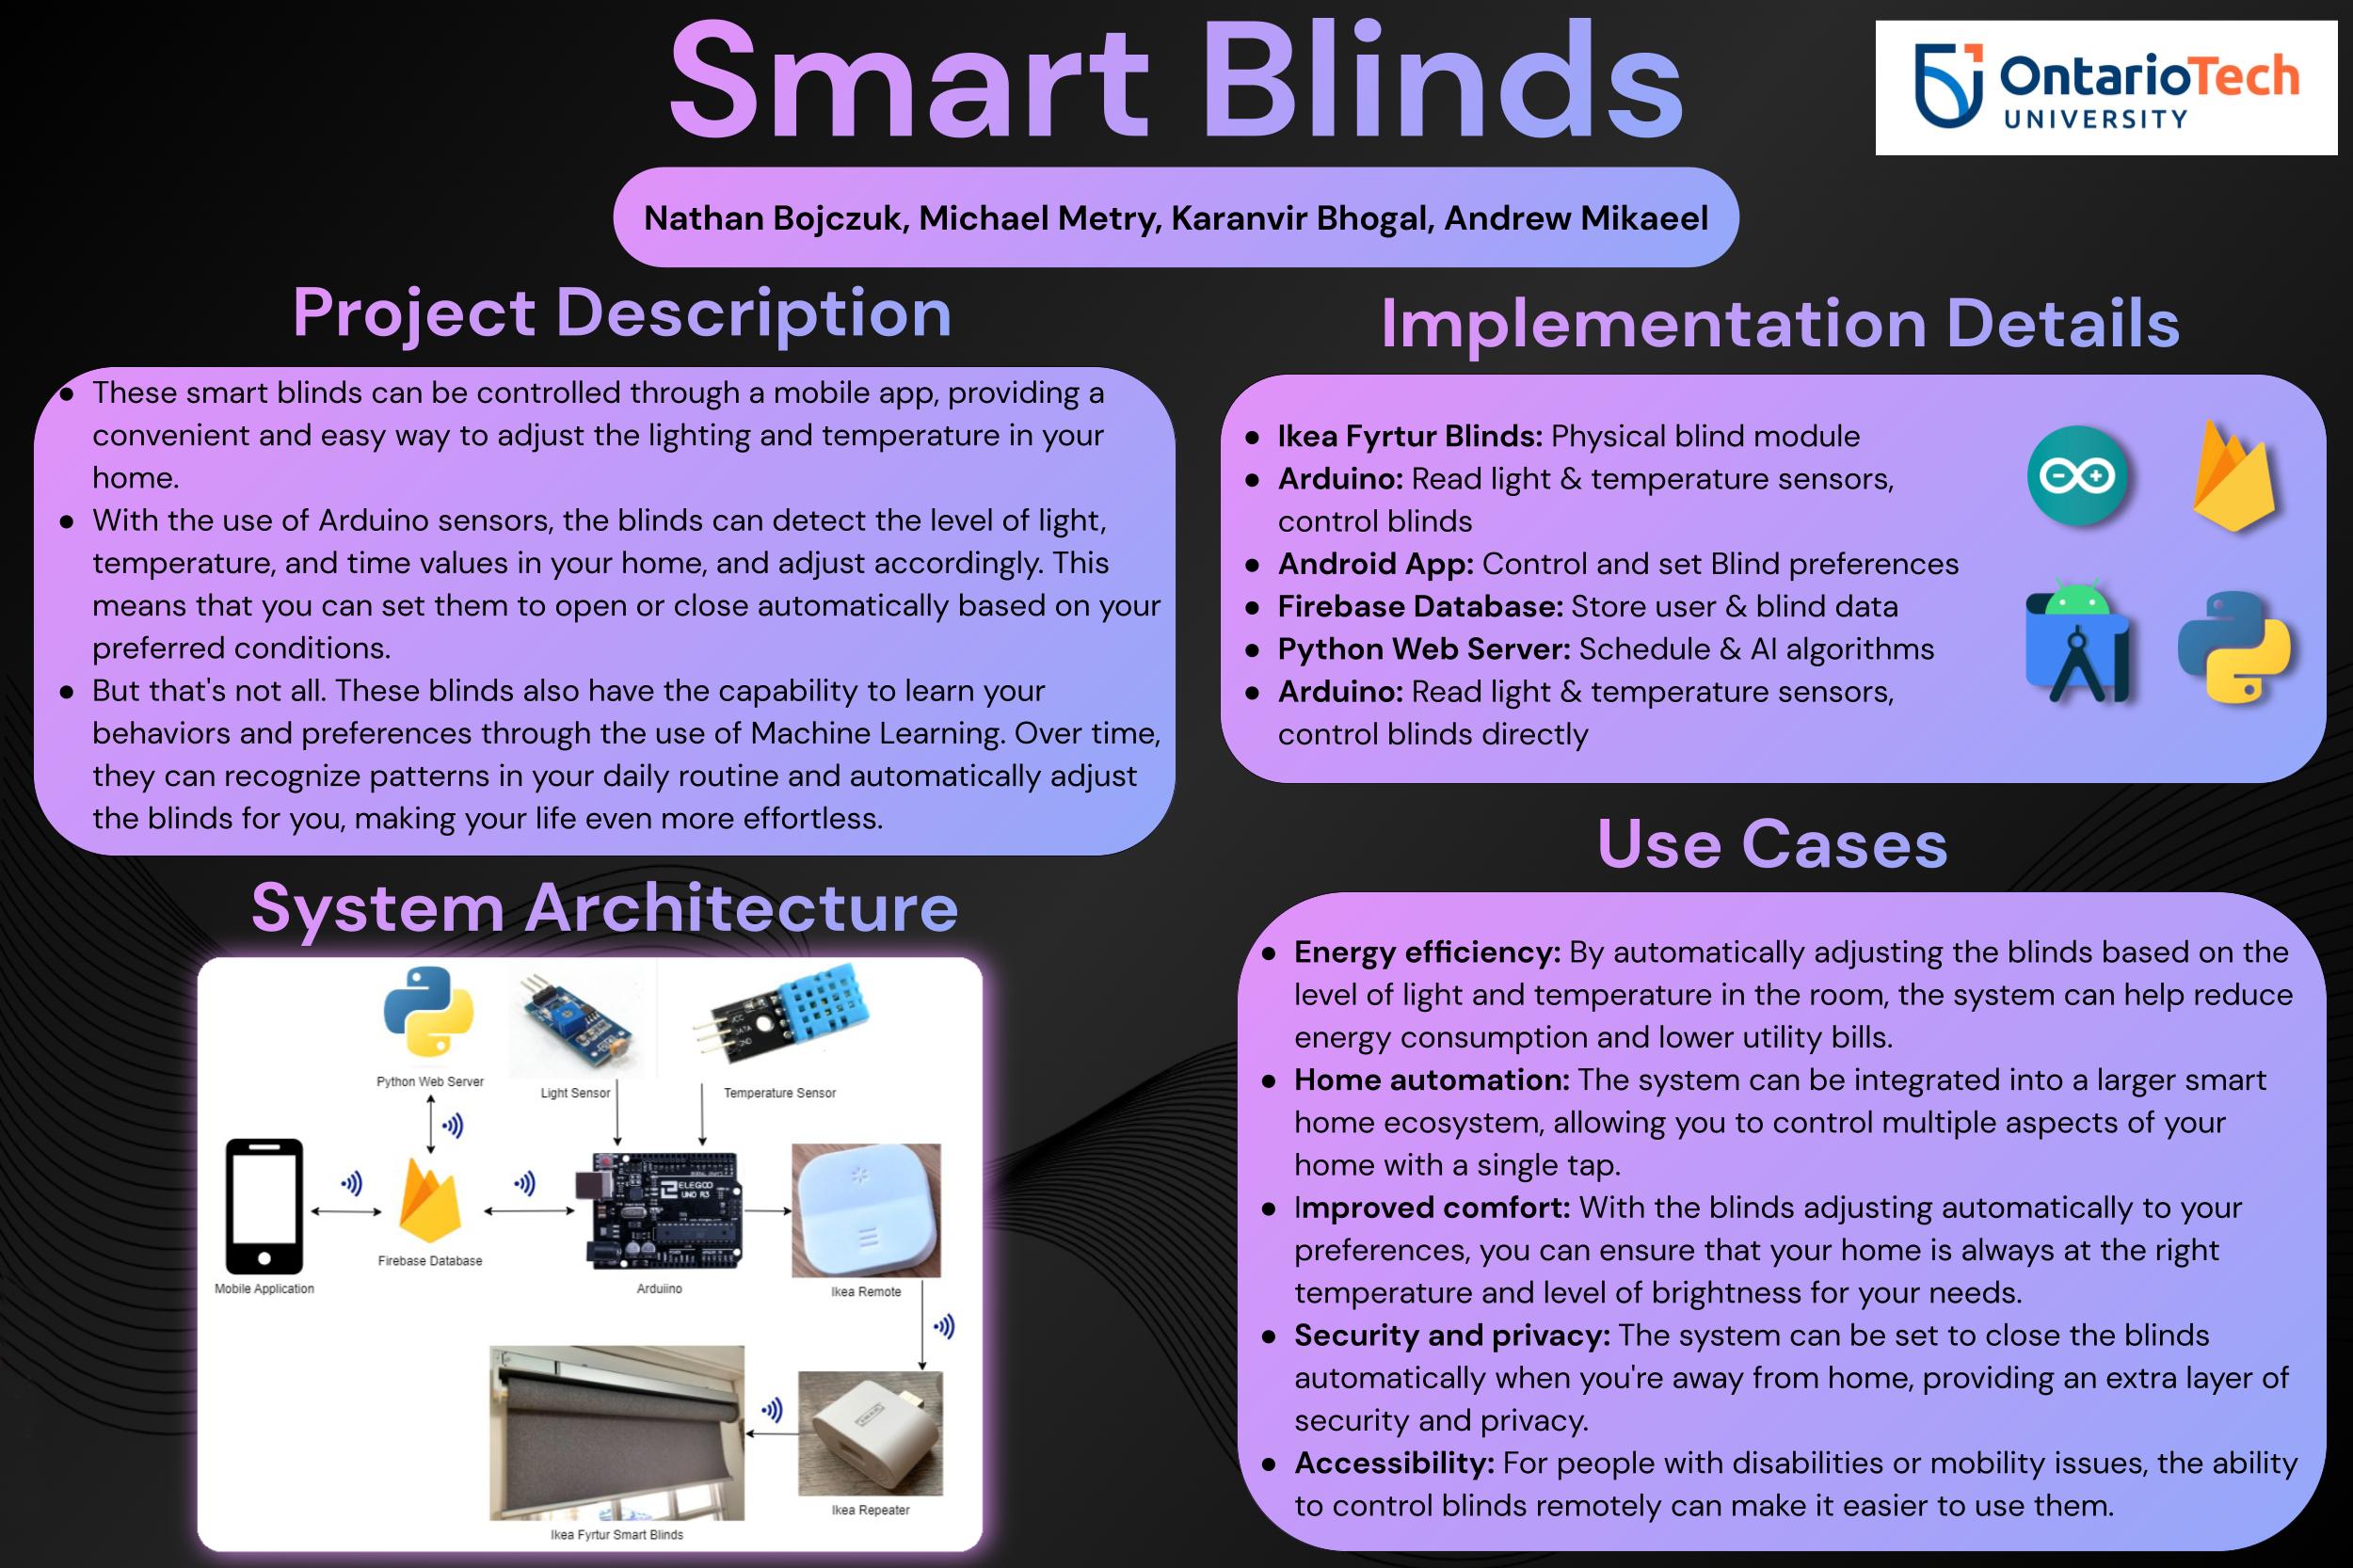 Smart Blinds
OntarioTech
UNIVERSITY
Nathan Bojczuk, Michael Metry, Karanvir Bhogal, Andrew Mikaeel
Project Description
● These smart blinds can be controlled through a mobile app, providing a
convenient and easy way to adjust the lighting and temperature in your
home.
● With the use of Arduino sensors, the blinds can detect the level of light,
temperature, and time values in your home, and adjust accordingly. This
means that you can set them to open or close automatically based on your
preferred conditions.
● But that's not all. These blinds also have the capability to learn your
behaviors and preferences through the use of Machine Learning. Over time,
they can recognize patterns in your daily routine and automatically adjust
the blinds for you, making your life even more effortless.
System Architecture
Python Web Server
Light Sensor
VCC
DATA
GND
Temperature Sensor
Mobile Application
Firebase Database
ELEGOO
UNO R3
Arduiino
Ikea Remote
Ikea Repeater
Ikea Fyrtur Smart Blinds
Implementation Details
● Ikea Fyrtur Blinds: Physical blind module
● Arduino: Read light & temperature sensors,
control blinds
● Android App: Control and set Blind preferences
● Firebase Database: Store user & blind data
● Python Web Server: Schedule & AI algorithms
● Arduino: Read light & temperature sensors,
control blinds directly
Use Cases
● Energy efficiency: By automatically adjusting the blinds based on the
level of light and temperature in the room, the system can help reduce
energy consumption and lower utility bills.
● Home automation: The system can be integrated into a larger smart
home ecosystem, allowing you to control multiple aspects of your
home with a single tap.
● Improved comfort: With the blinds adjusting automatically to your
preferences, you can ensure that your home is always at the right
temperature and level of brightness for your needs.
● Security and privacy: The system can be set to close the blinds
automatically when you're away from home, providing an extra layer of
security and privacy.
● Accessibility: For people with disabilities or mobility issues, the ability
to control blinds remotely can make it easier to use them.